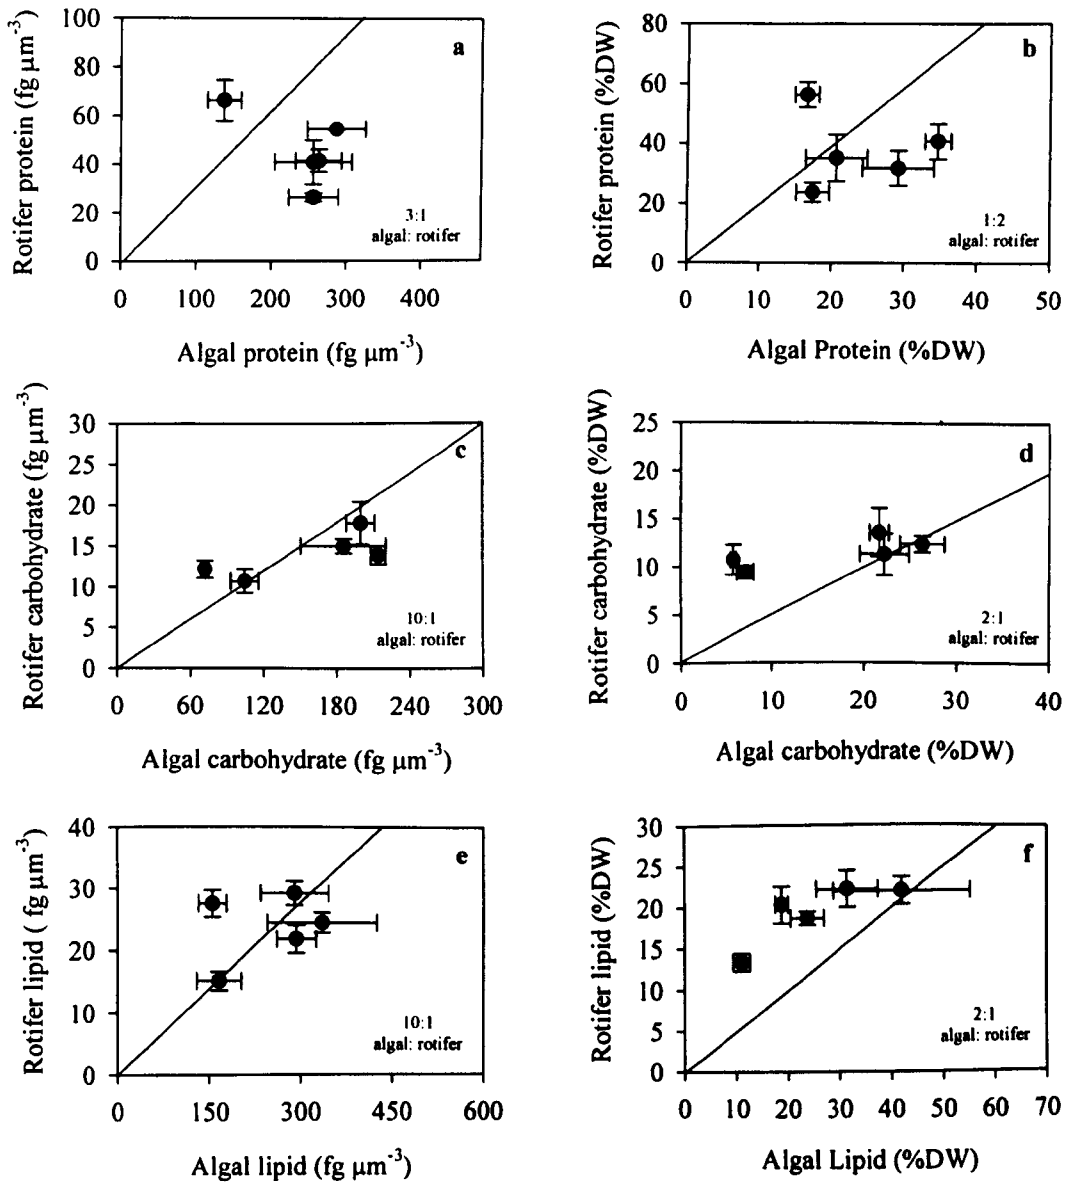 Rotifer protein (fg μm⁻³)
100
80
60
40
20
0
a
3:1
algal: rotifer
0 100 200 300 400
Algal protein (fg μm⁻³)
Rotifer protein (%DW)
80
60
40
20
0
b
1:2
algal: rotifer
0 10 20 30 40 50
Algal Protein (%DW)
Rotifer carbohydrate (fg μm⁻³)
30
25
20
15
10
5
0
c
10:1
algal: rotifer
0 60 120 180 240 300
Algal carbohydrate (fg μm⁻³)
Rotifer carbohydrate (%DW)
25
20
15
10
5
0
d
2:1
algal: rotifer
0 10 20 30 40
Algal carbohydrate (%DW)
Rotifer lipid ( fg μm⁻³)
40
30
20
10
0
e
10:1
algal: rotifer
0 150 300 450 600
Algal lipid (fg μm⁻³)
Rotifer lipid (%DW)
30
25
20
15
10
5
0
f
2:1
algal: rotifer
0 10 20 30 40 50 60 70
Algal Lipid (%DW)